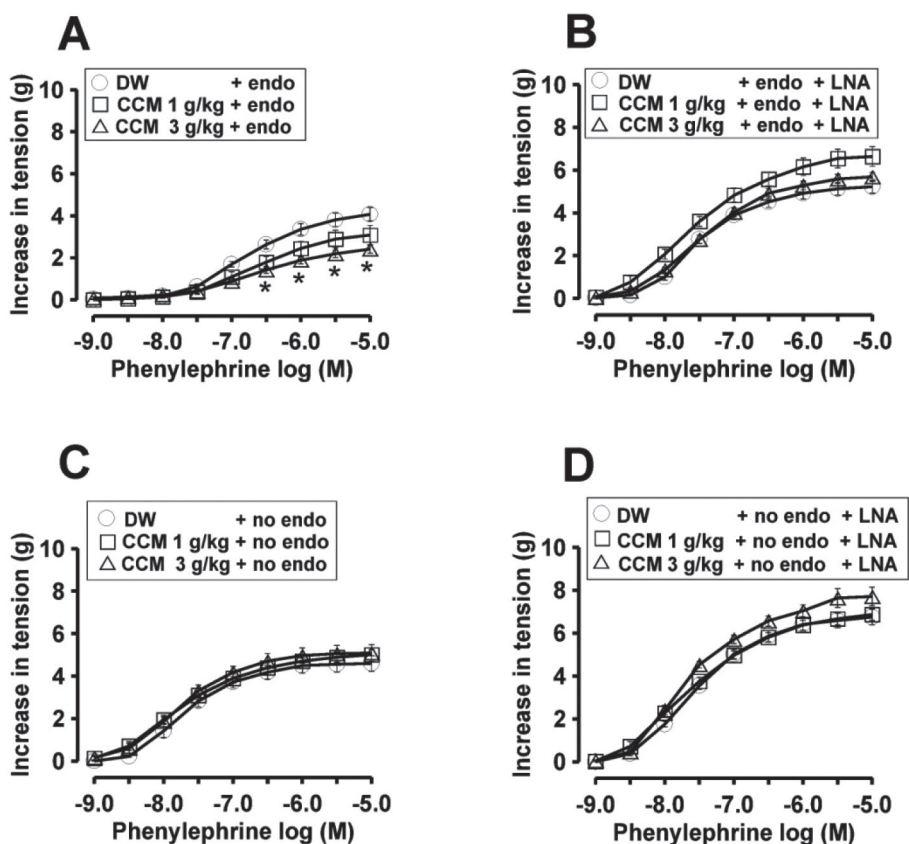 A
Increase in tension (g)
DW + endo
CCM 1 g/kg + endo
CCM 3 g/kg + endo
10
8
6
4
2
0
* * * *
-9.0 -8.0 -7.0 -6.0 -5.0
Phenylephrine log (M)
B
Increase in tension (g)
DW + endo + LNA
CCM 1 g/kg + endo + LNA
CCM 3 g/kg + endo + LNA
10
8
6
4
2
0
-9.0 -8.0 -7.0 -6.0 -5.0
Phenylephrine log (M)
C
Increase in tension (g)
DW + no endo
CCM 1 g/kg + no endo
CCM 3 g/kg + no endo
10
8
6
4
2
0
-9.0 -8.0 -7.0 -6.0 -5.0
Phenylephrine log (M)
D
Increase in tension (g)
DW + no endo + LNA
CCM 1 g/kg + no endo + LNA
CCM 3 g/kg + no endo + LNA
10
8
6
4
2
0
-9.0 -8.0 -7.0 -6.0 -5.0
Phenylephrine log (M)